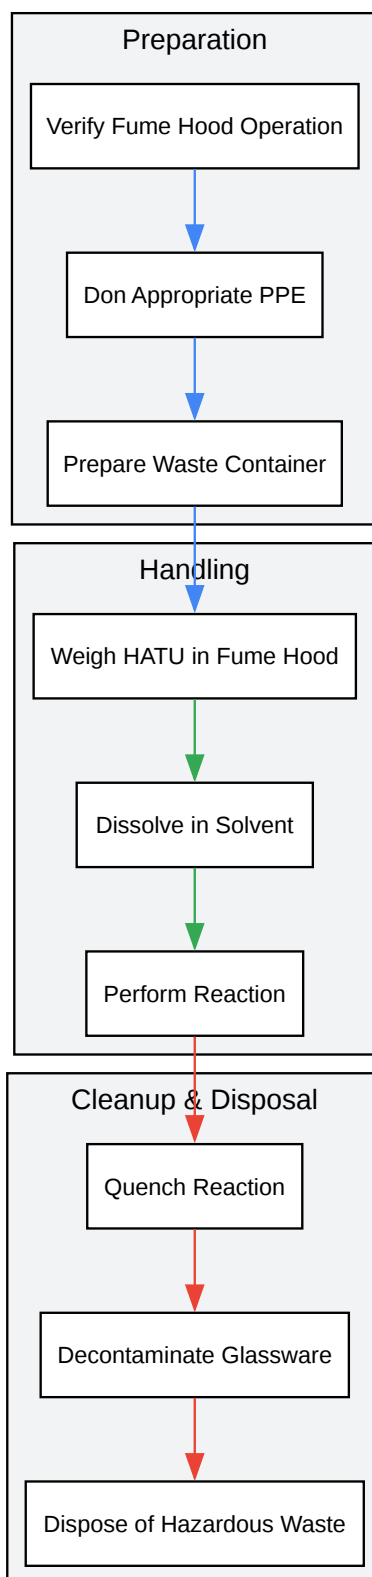 Preparation
Verify Fume Hood Operation
Don Appropriate PPE
Prepare Waste Container
Handling
Weigh HATU in Fume Hood
Dissolve in Solvent
Perform Reaction
Cleanup & Disposal
Quench Reaction
Decontaminate Glassware
Dispose of Hazardous Waste